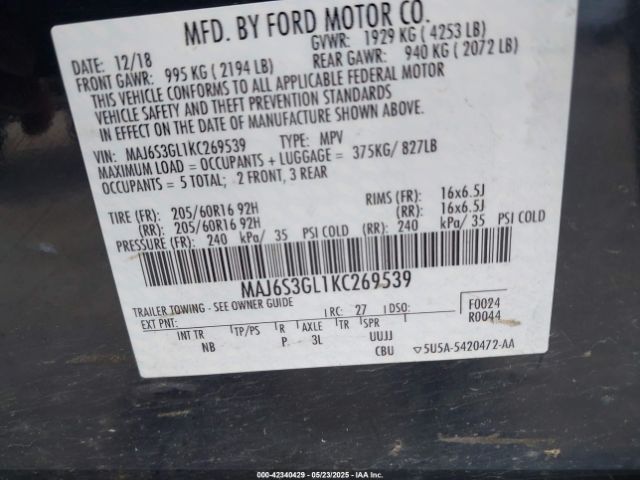 MFD. BY FORD MOTOR CO.
DATE: 12/18 GVWR: 1929 KG ( 4253 LB)
FRONT GAWR: 995 KG ( 2194 LB) REAR GAWR: 940 KG ( 2072 LB)
THIS VEHICLE CONFORMS TO ALL APPLICABLE FEDERAL MOTOR
VEHICLE SAFETY AND THEFT PREVENTION STANDARDS
IN EFFECT ON THE DATE OF MANUFACTURE SHOWN ABOVE.
VIN: MAJ6S3GL1KC269539 TYPE: MPV
MAXIMUM LOAD = OCCUPANTS + LUGGAGE = 375KG/ 827LB
OCCUPANTS = 5 TOTAL; 2 FRONT, 3 REAR
TIRE (FR): 205/60R16 92H RIMS (FR): 16x6.5J
(RR): 205/60R16 92H (RR): 16x6.5J
PRESSURE (FR): 240 kPa/ 35 PSI COLD (RR): 240 kPa/ 35 PSI COLD
MAJ6S3GL1KC269539
TRAILER TOWING - SEE OWNER GUIDE
EXT PNT: RC: 27 DSO: F0024
R0044
INT TR TP/PS R AXLE TR SPR
NB P 3L UUJJ
CBU ▽5U5A-5420472-AA
000-42340429 - 05/23/2025 - IAAI, Inc.